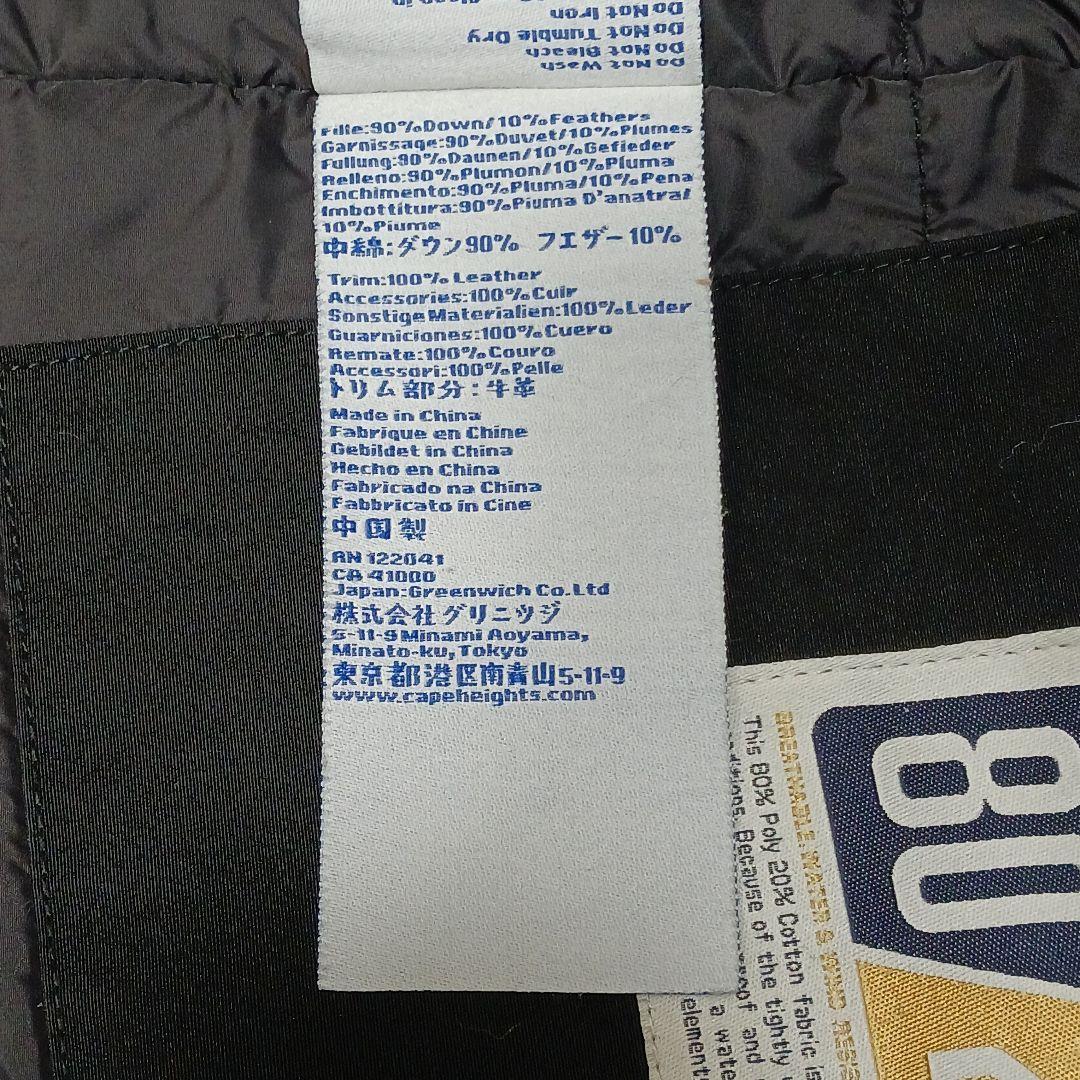 Do Not Wash
Do Not Bleach
Do Not Tumble Dry
Do Not Iron
Fille:90%Down/10%Feathers
Garnissage:90%Duvet/10%Plumes
Fullung:90%Daunen/10%Gefieder
Relleno:90%Plumon/10%Pluma
Enchimento:90%Pluma/10%Pena
Imbottitura:90%Piuma D'anatra/
10%Piume
中綿:ダウン90% フエザー10%
Trim:100%Leather
Accessories:100%Cuir
Sonstige Materialien:100%Leder
Guarniciones:100%Cuero
Remate:100%Couro
Accessori:100%Pelle
トリム部分:牛革
Made in China
Fabrique en Chine
Gebildet in China
Hecho en China
Fabricado na China
Fabbricato in Cine
中国製
RN 122041
CA 41000
Japan:Greenwich Co.Ltd
株式会社グリニッジ
5-11-9 Minami Aoyama,
Minato-ku,Tokyo
東京都港区南青山5-11-9
www.capeheights.com
80
BREATHABLE WATER & WIND
This 80% Poly 20% Cotton fabric is
Because of the tightly
and
a